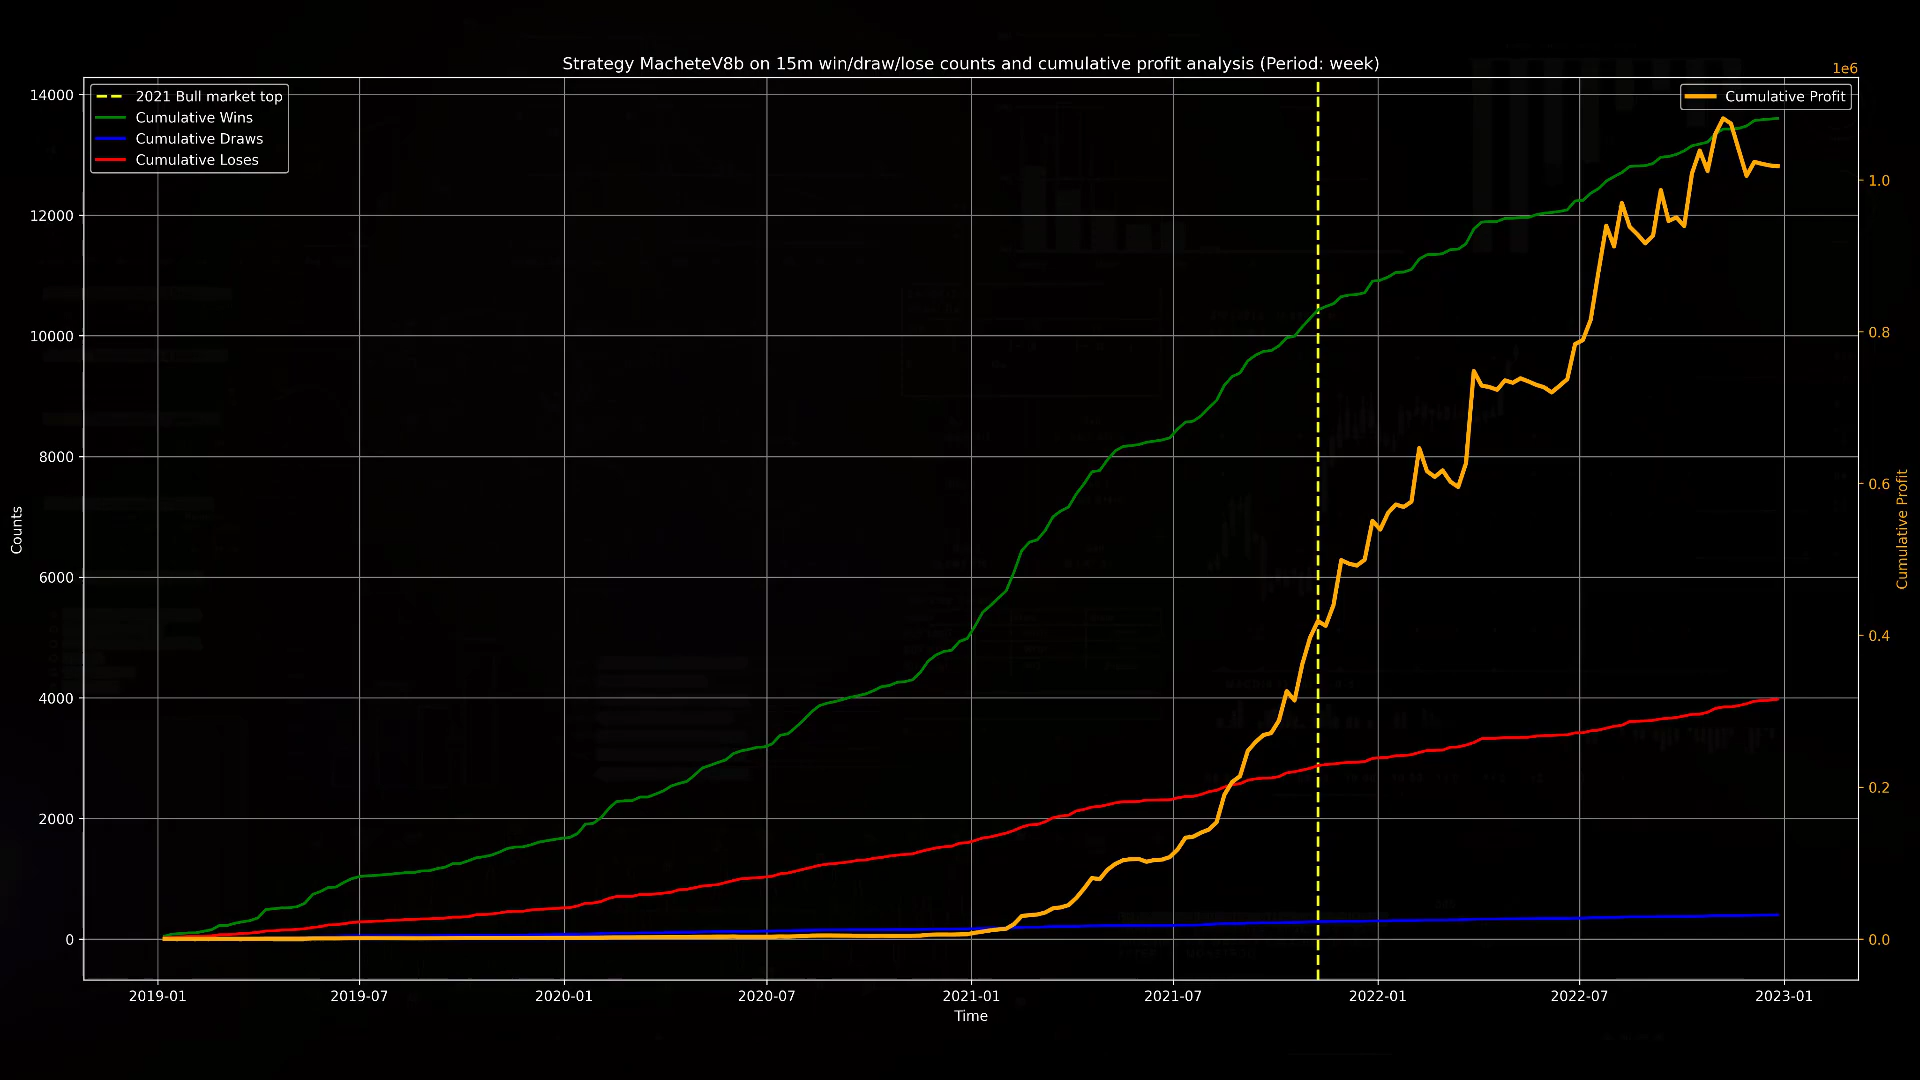 Strategy MacheteV8b on 15m win/draw/lose counts and cumulative profit analysis (Period: week)
1e6
2021 Bull market top
Cumulative Wins
Cumulative Draws
Cumulative Loses
Cumulative Profit
14000
12000
10000
8000
6000
4000
2000
0
Counts
1.0
0.8
0.6
0.4
0.2
0.0
Cumulative Profit
2019-01
2019-07
2020-01
2020-07
2021-01
2021-07
2022-01
2022-07
2023-01
Time